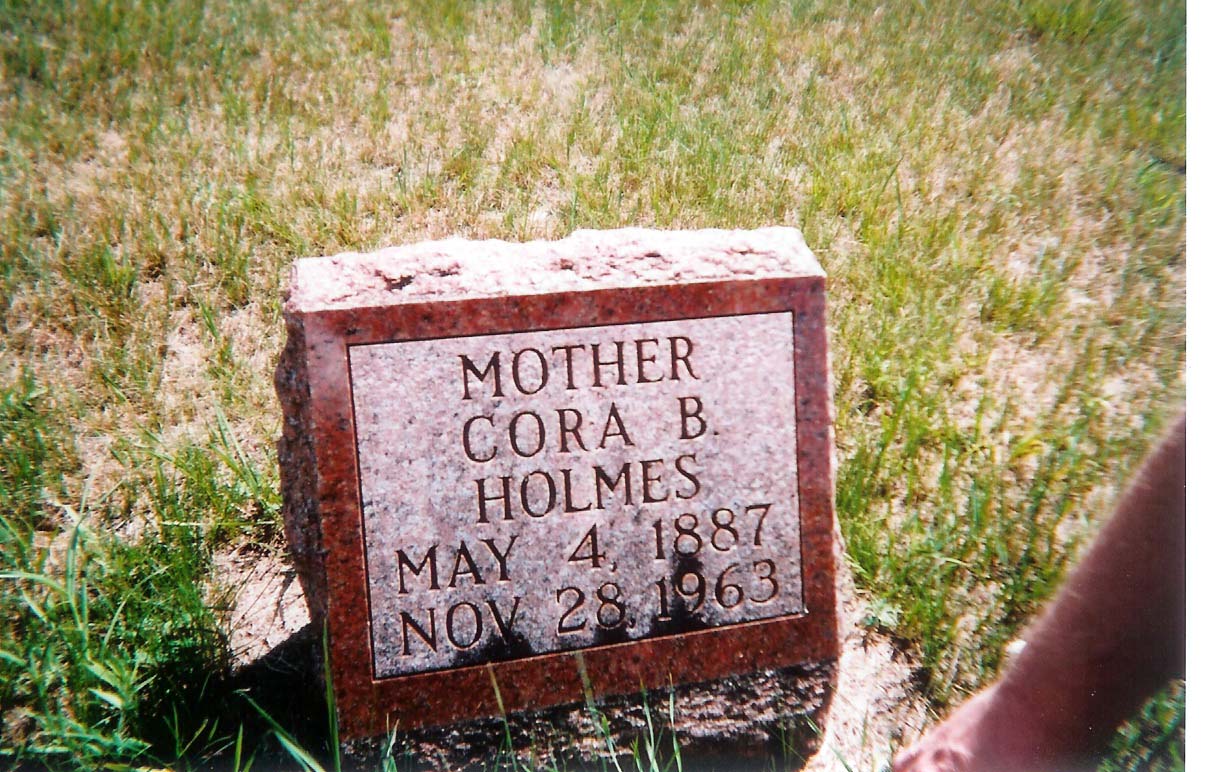 MOTHER
CORA B.
HOLMES
MAY 4, 1887
NOV 28, 1963